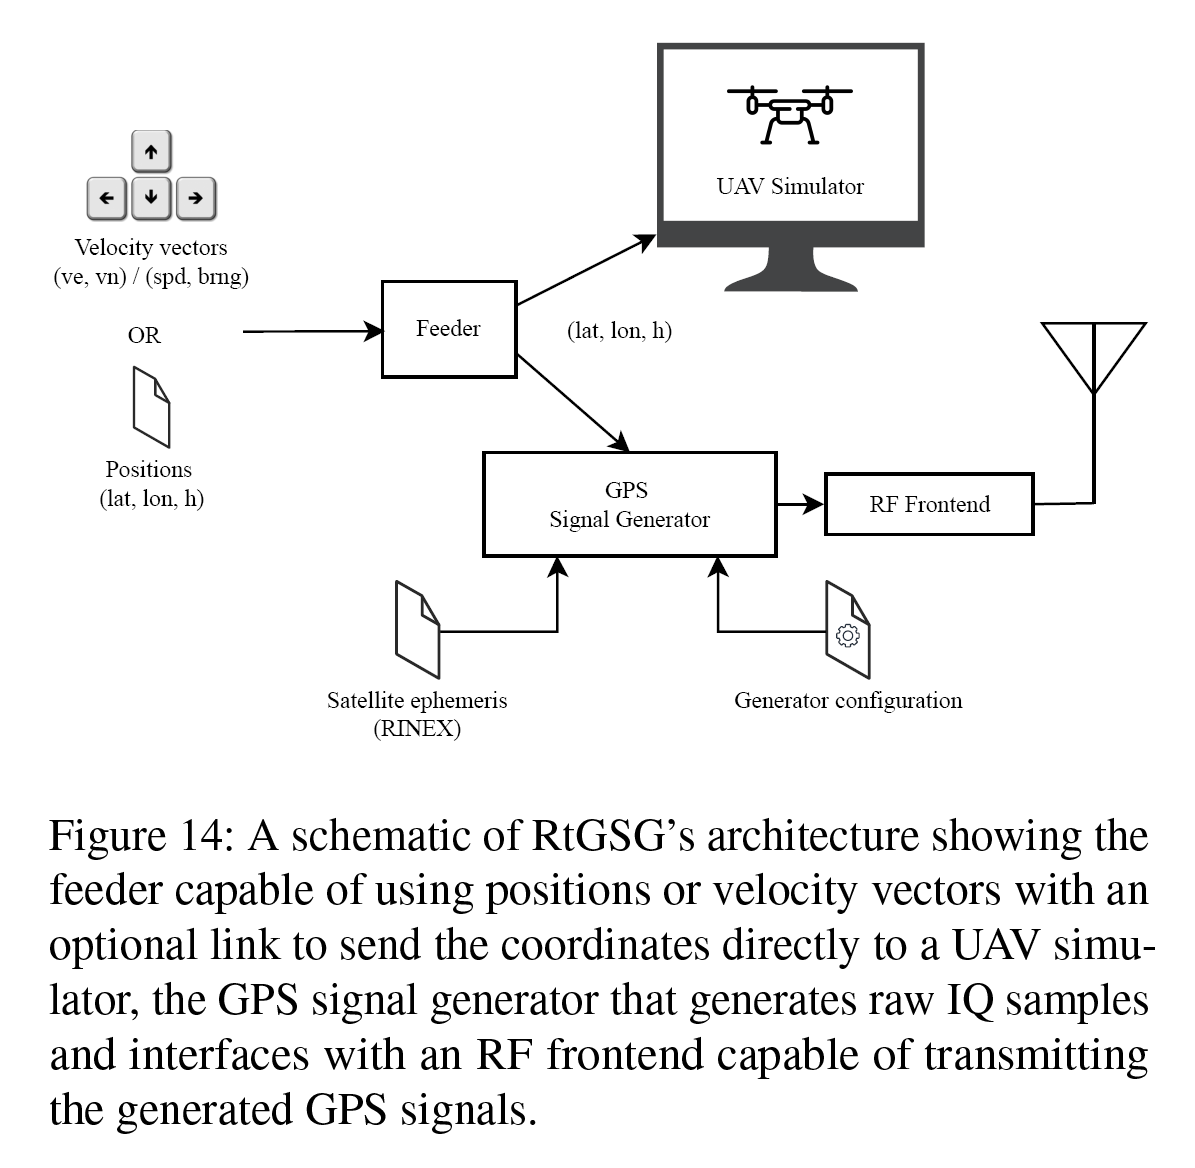 UAV Simulator
Velocity vectors
(ve, vn) / (spd, brng)
OR
Feeder
(lat, lon, h)
Positions
(lat, lon, h)
GPS
Signal Generator
RF Frontend
Satellite ephemeris
(RINEX)
Generator configuration
Figure 14: A schematic of RtGSG's architecture showing the
feeder capable of using positions or velocity vectors with an
optional link to send the coordinates directly to a UAV simu-
lator, the GPS signal generator that generates raw IQ samples
and interfaces with an RF frontend capable of transmitting
the generated GPS signals.